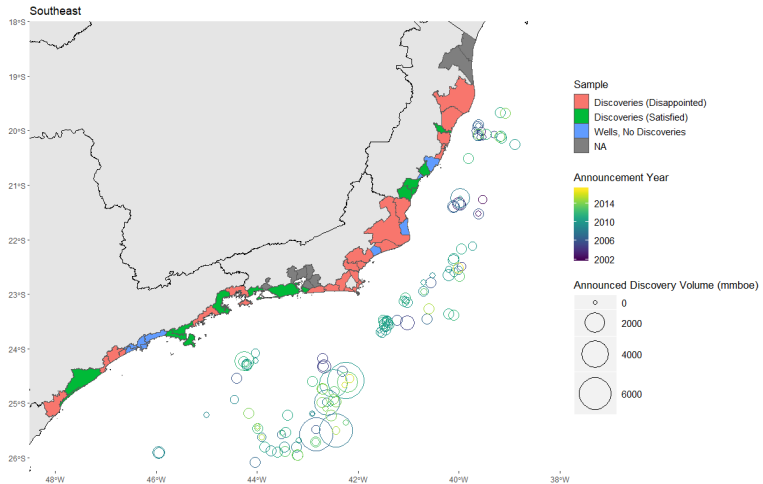 Southeast
18°S
19°S
20°S
21°S
22°S
23°S
24°S
25°S
26°S
48°W
46°W
44°W
42°W
40°W
38°W
Sample
Discoveries (Disappointed)
Discoveries (Satisfied)
Wells, No Discoveries
NA
Announcement Year
2014
2010
2006
2002
Announced Discovery Volume (mmboe)
0
2000
4000
6000